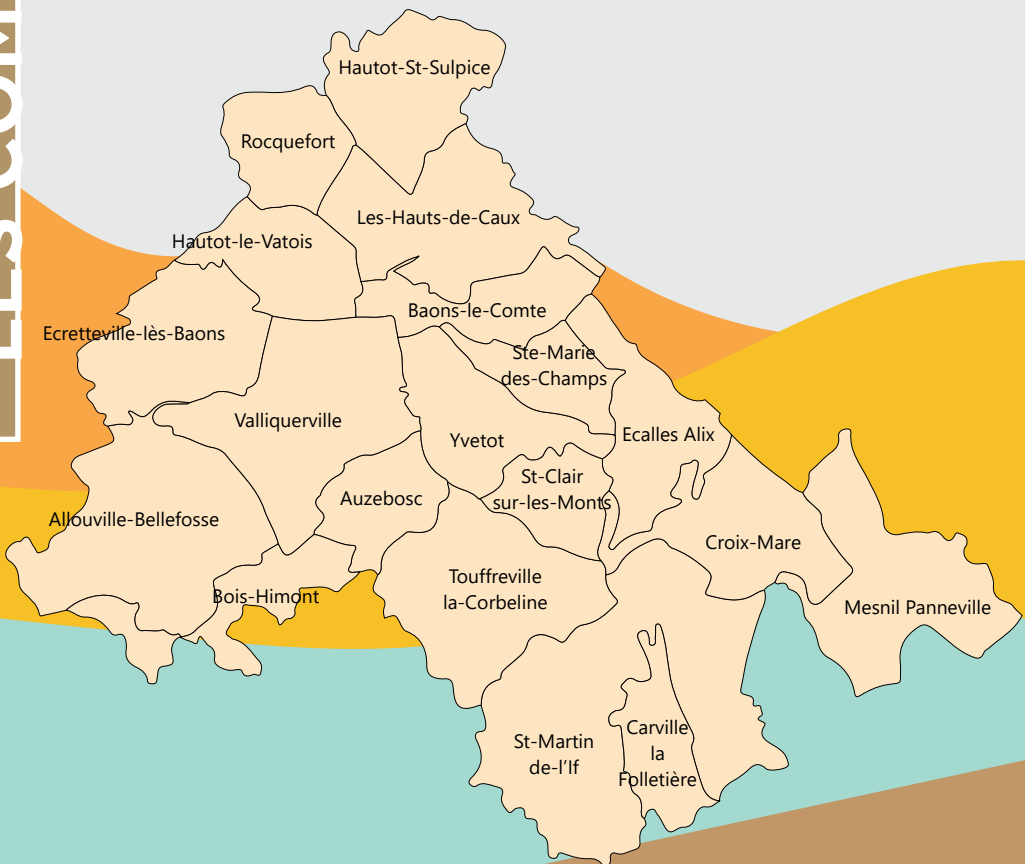 Hautot-St-Sulpice
Rocquefort
Les-Hauts-de-Caux
Hautot-le-Vatois
Baons-le-Comte
Ecretteville-lès-Baons
Ste-Marie
des-Champs
Valliquerville
Yvetot
Ecalles Alix
St-Clair
sur-les-Monts
Auzebosc
Allouville-Bellefosse
Croix-Mare
Touffreville
la-Corbeline
Bois-Himont
Mesnil Panneville
St-Martin
de-l'If
Carville
la
Folletière